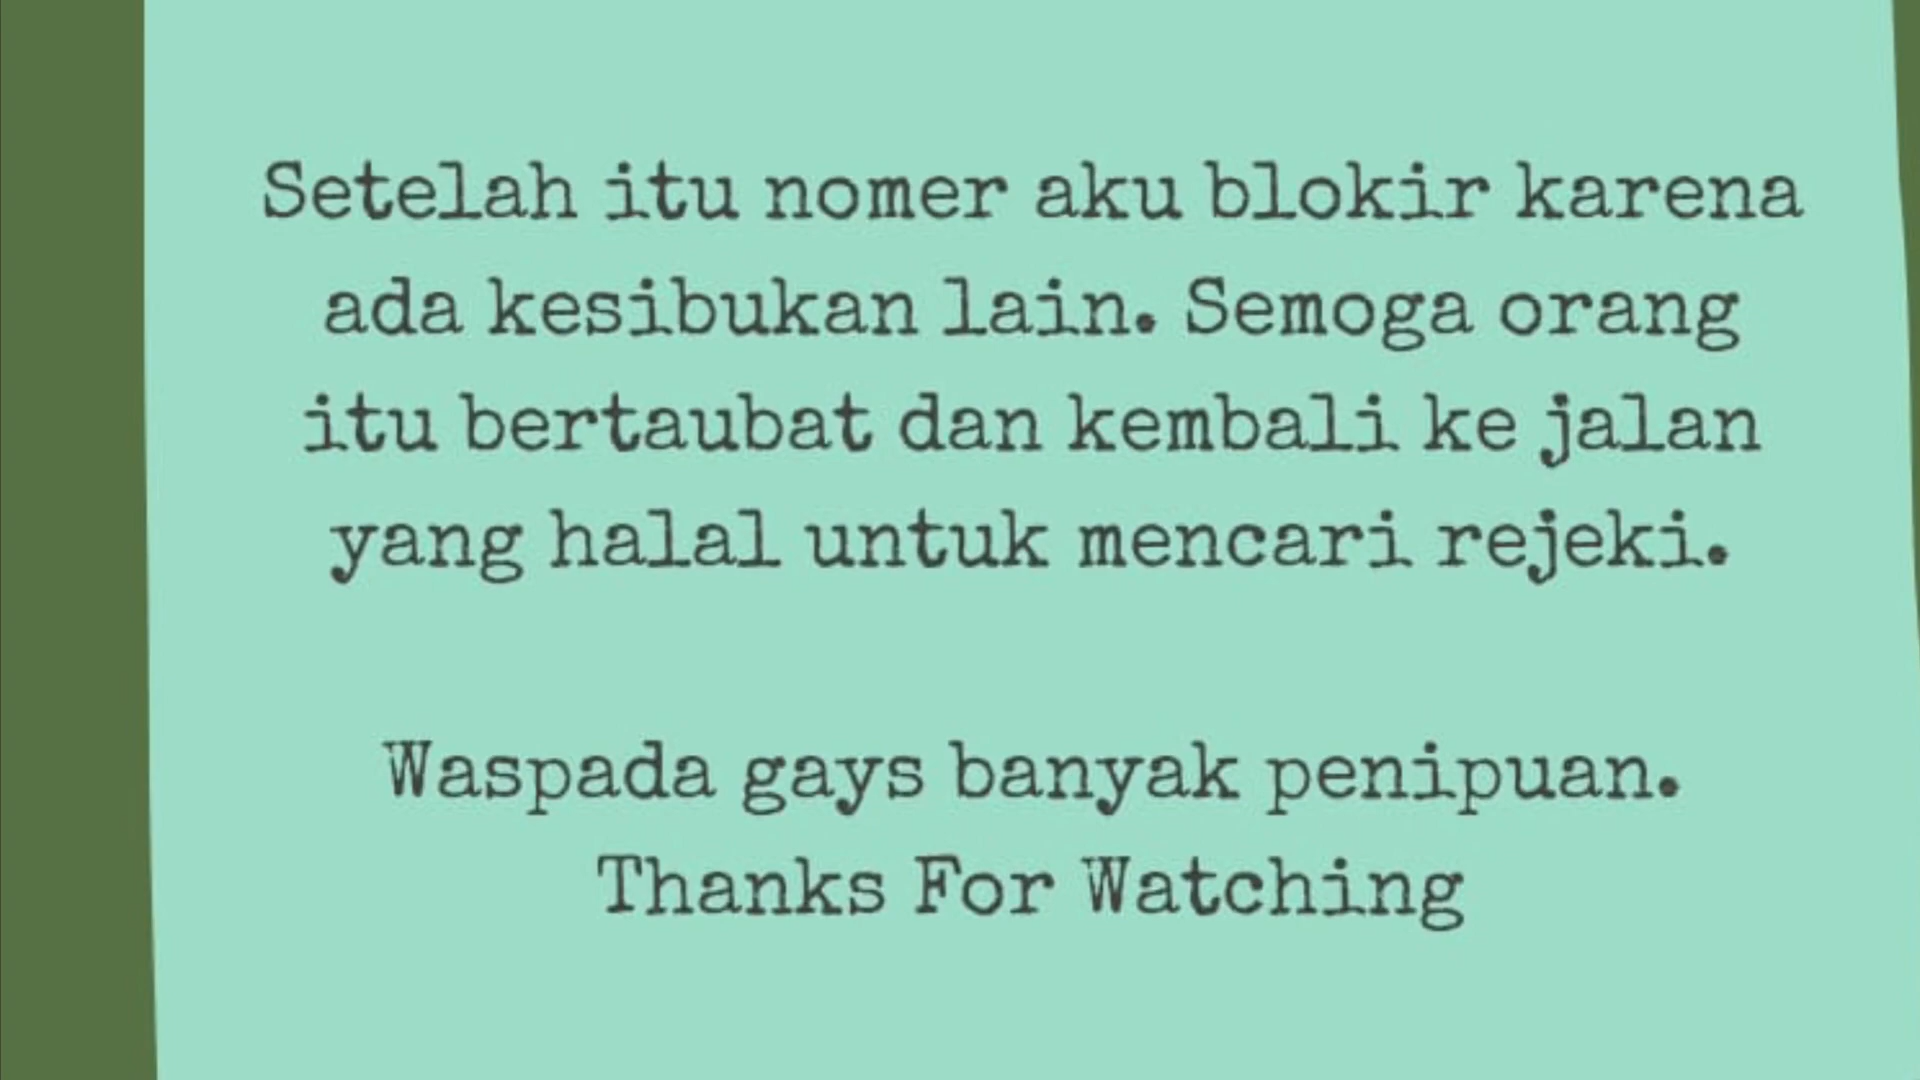 Setelah itu nomer aku blokir karena
ada kesibukan lain. Semoga orang
itu bertaubat dan kembali ke jalan
yang halal untuk mencari rejeki.
Waspada gays banyak penipuan.
Thanks For Watching